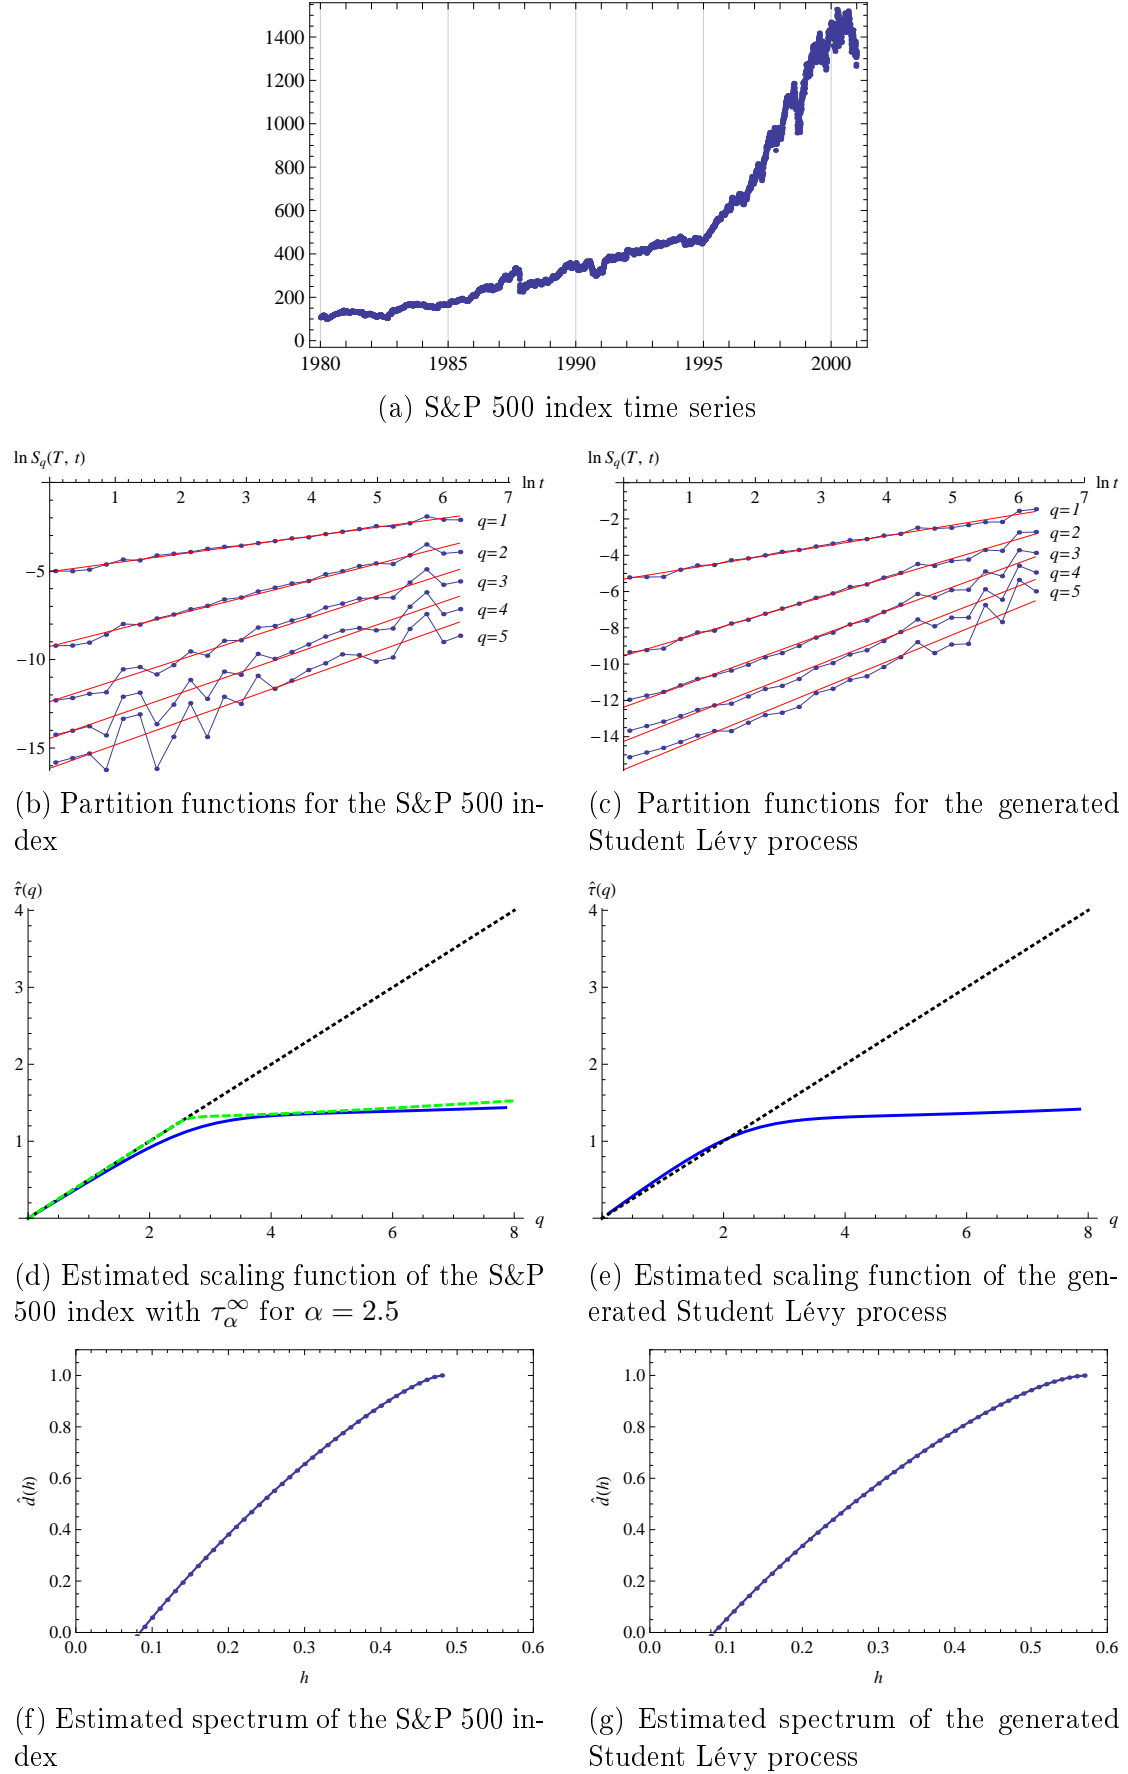 1400
1200
1000
800
600
400
200
0
1980 1985 1990 1995 2000
(a) S&P 500 index time series
ln S_q(T, t)
1 2 3 4 5 6 7 ln t
q=1
q=2
−5
q=3
q=4
q=5
−10
−15
(b) Partition functions for the S&P 500 in-
dex
ln S_q(T, t)
1 2 3 4 5 6 7 ln t
q=1
−2
q=2
q=3
−4
q=4
q=5
−6
−8
−10
−12
−14
(c) Partition functions for the generated
Student Lévy process
τ̂(q)
4
3
2
1
2 4 6 8 q
(d) Estimated scaling function of the S&P
500 index with τ_α^∞ for α = 2.5
τ̂(q)
4
3
2
1
2 4 6 8 q
(e) Estimated scaling function of the gen-
erated Student Lévy process
1.0
0.8
0.6
d̂(h)
0.4
0.2
0.0
0.0 0.1 0.2 0.3 0.4 0.5 0.6
h
(f) Estimated spectrum of the S&P 500 in-
dex
1.0
0.8
0.6
d̂(h)
0.4
0.2
0.0
0.0 0.1 0.2 0.3 0.4 0.5 0.6
h
(g) Estimated spectrum of the generated
Student Lévy process